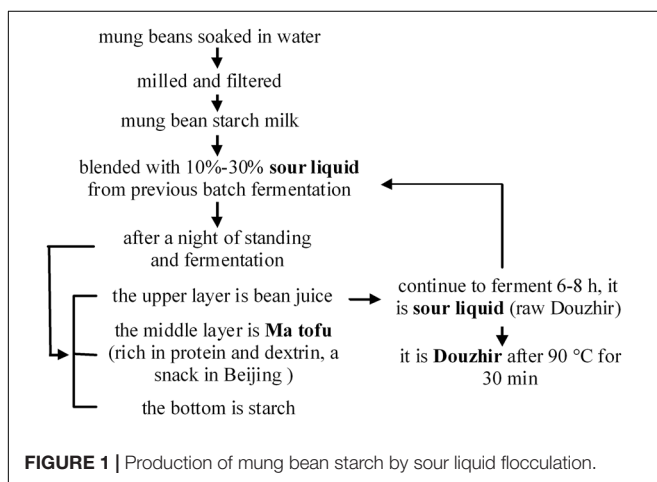 mung beans soaked in water
milled and filtered
mung bean starch milk
blended with 10%-30% sour liquid
from previous batch fermentation
after a night of standing
and fermentation
the upper layer is bean juice
the middle layer is Ma tofu
(rich in protein and dextrin, a
snack in Beijing )
the bottom is starch
continue to ferment 6-8 h, it
is sour liquid (raw Douzhir)
it is Douzhir after 90 °C for
30 min
FIGURE 1 | Production of mung bean starch by sour liquid flocculation.